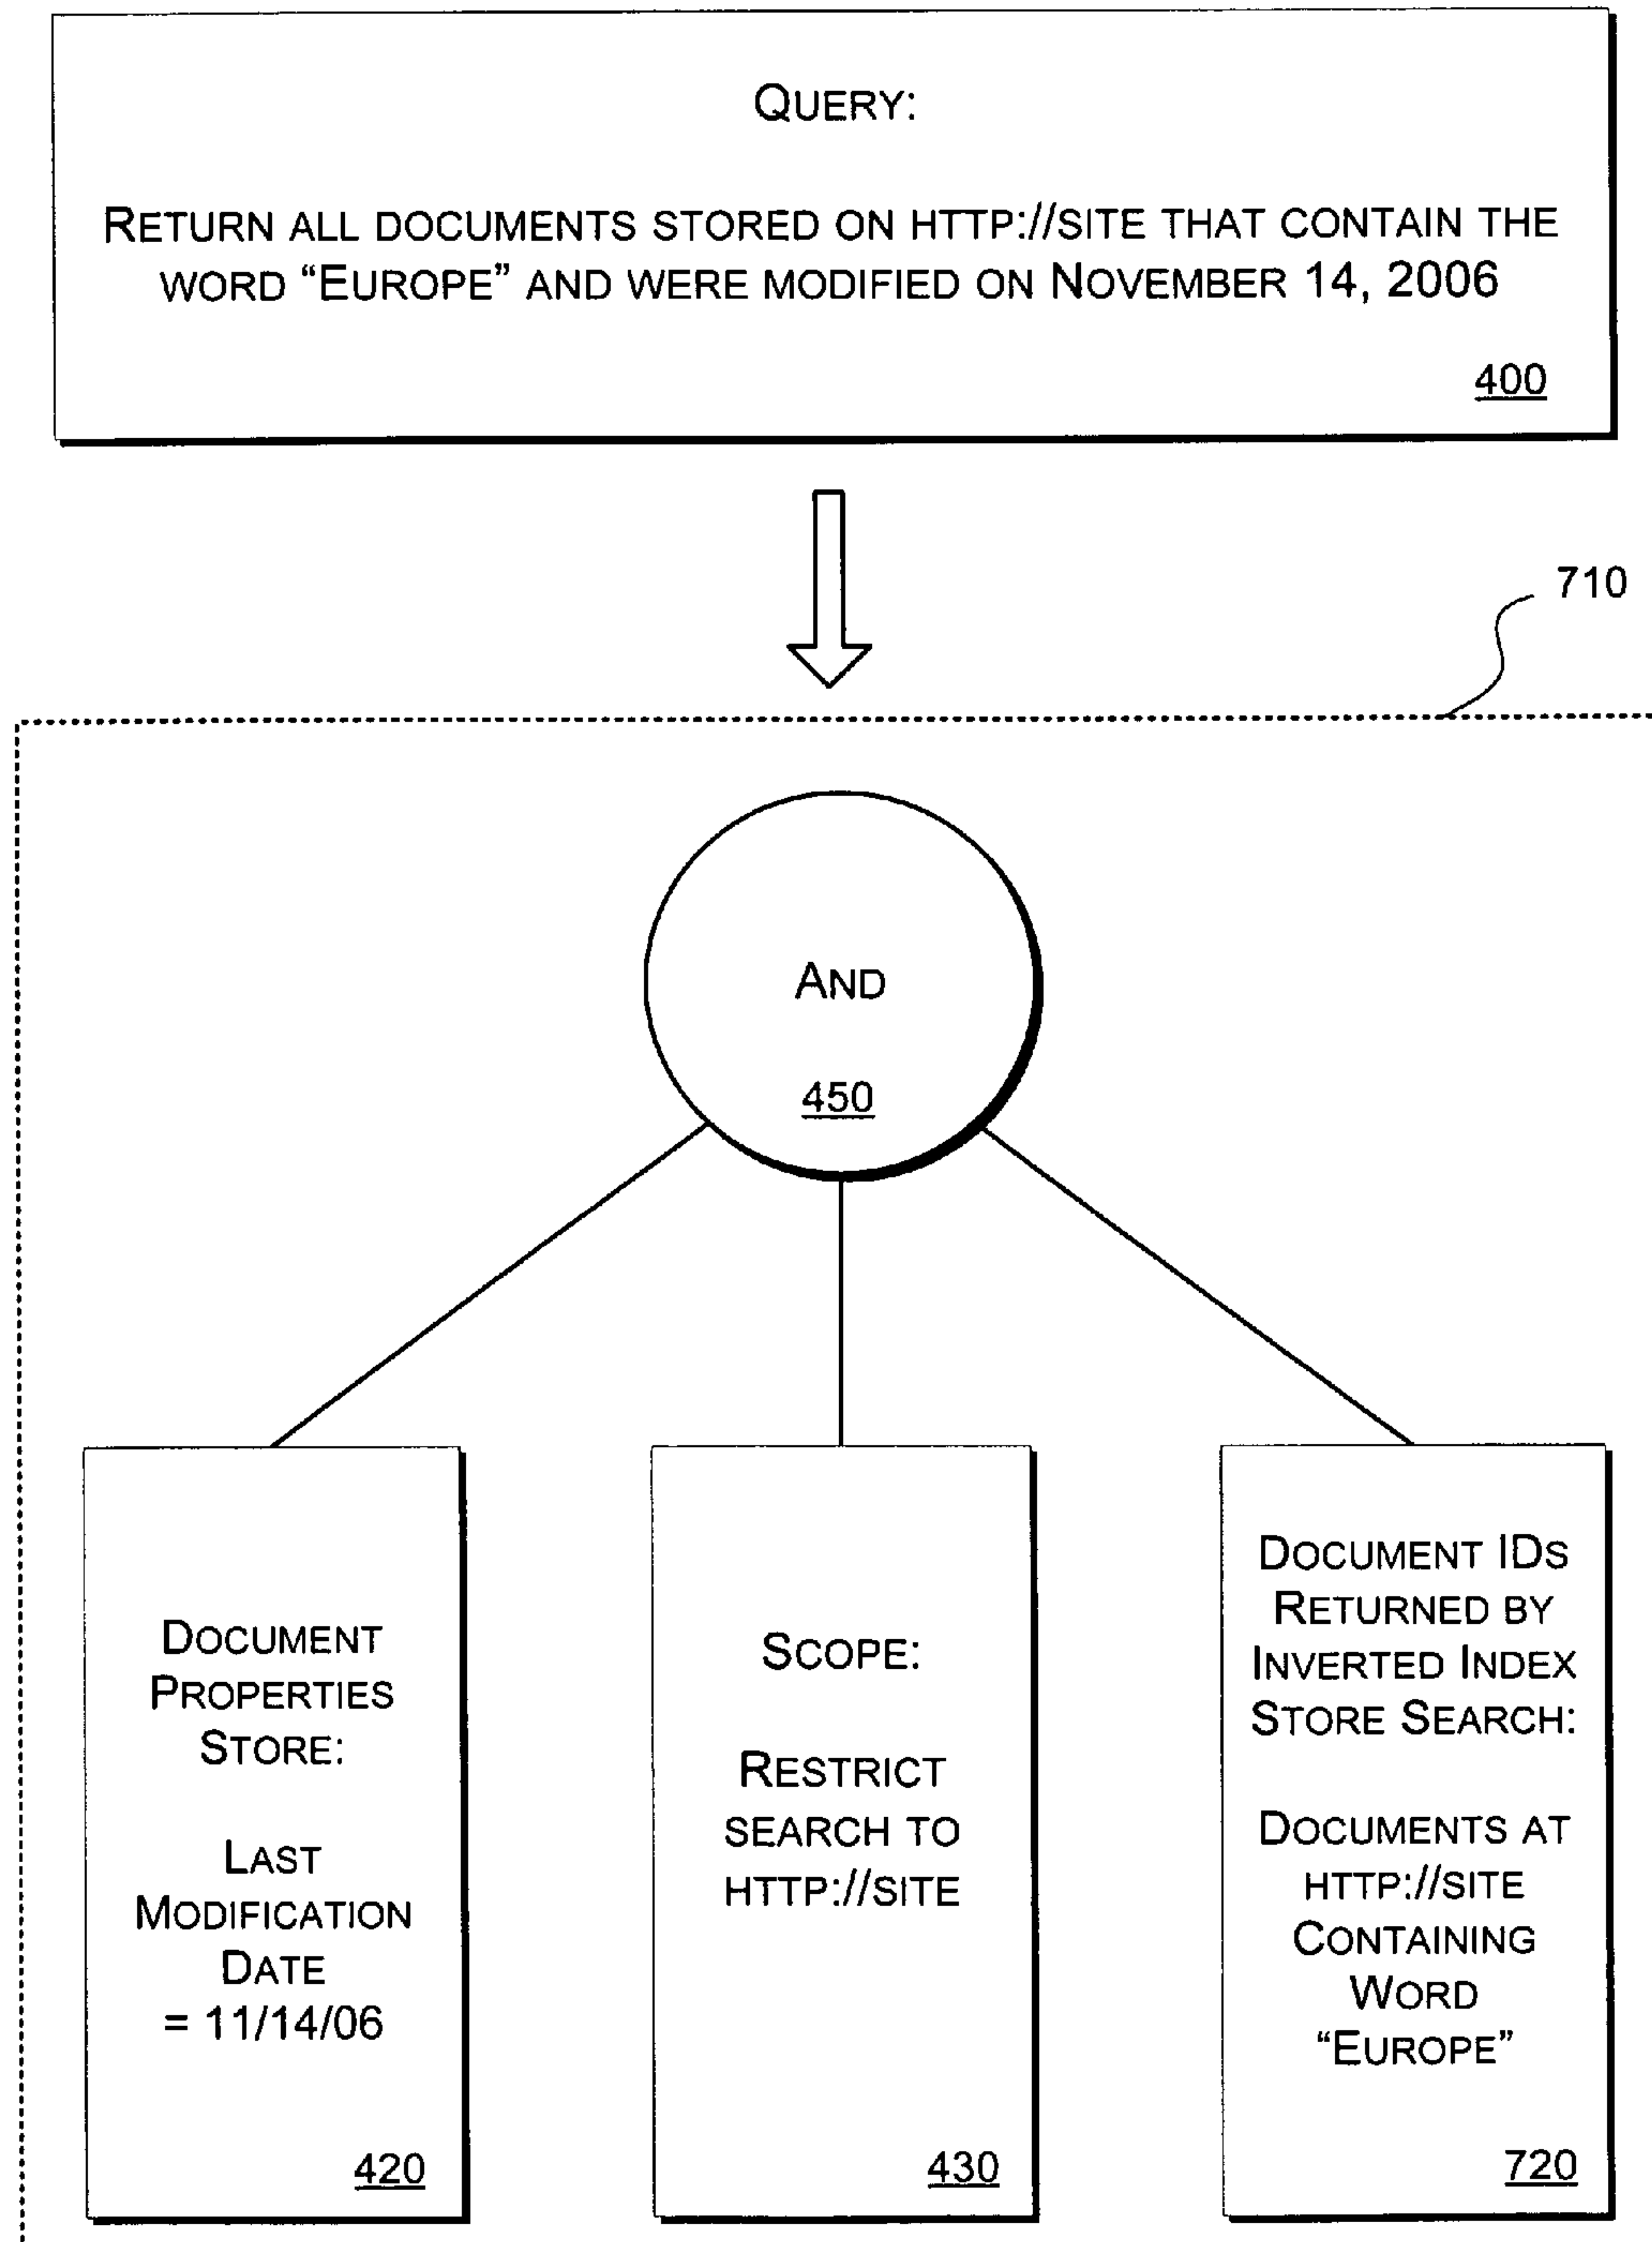 QUERY:
RETURN ALL DOCUMENTS STORED ON HTTP://SITE THAT CONTAIN THE
WORD “EUROPE” AND WERE MODIFIED ON NOVEMBER 14, 2006
400
710
AND
450
DOCUMENT
PROPERTIES
STORE:
LAST
MODIFICATION
DATE
= 11/14/06
420
SCOPE:
RESTRICT
SEARCH TO
HTTP://SITE
430
DOCUMENT IDS
RETURNED BY
INVERTED INDEX
STORE SEARCH:
DOCUMENTS AT
HTTP://SITE
CONTAINING
WORD
“EUROPE”
720